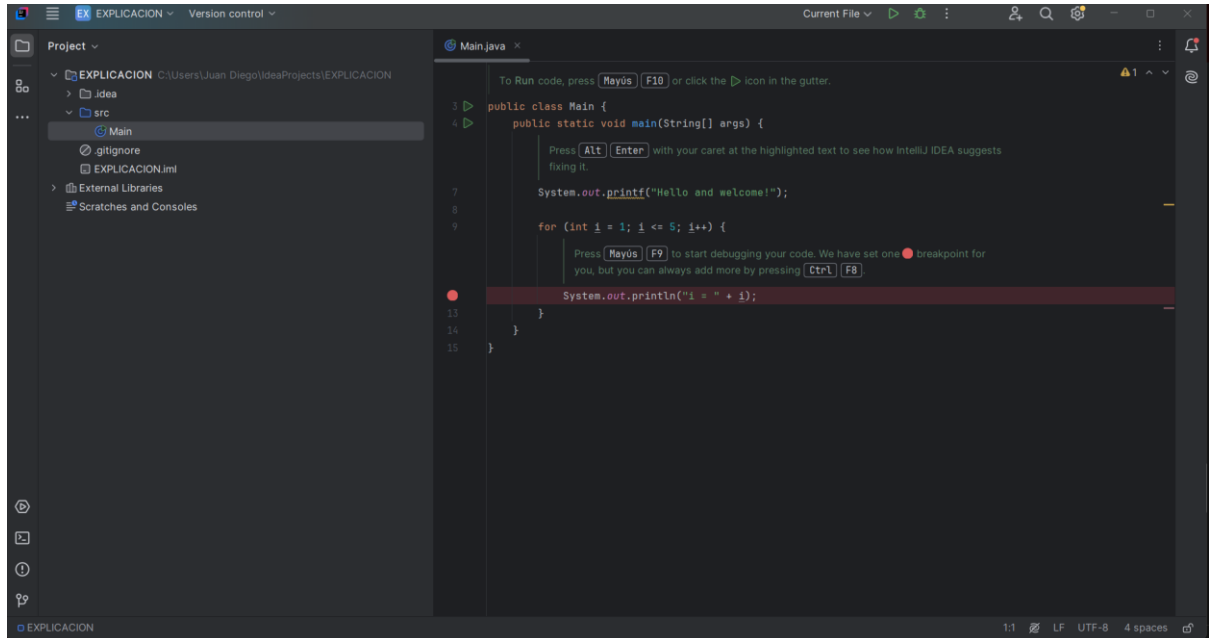 EX EXPLICACION Version control Current File
Project
Main.java ×
EXPLICACION C:\Users\Juan Diego\IdeaProjects\EXPLICACION
.idea
src
Main
.gitignore
EXPLICACION.iml
External Libraries
Scratches and Consoles
1
To Run code, press Mayús F10 or click the icon in the gutter.
3 public class Main {
4 public static void main(String[] args) {
Press Alt Enter with your caret at the highlighted text to see how IntelliJ IDEA suggests
fixing it.
7 System.out.printf("Hello and welcome!");
8
9 for (int i = 1; i <= 5; i++) {
Press Mayús F9 to start debugging your code. We have set one breakpoint for
you, but you can always add more by pressing Ctrl F8.
System.out.println("i = " + i);
13 }
14 }
15 }
EXPLICACION 1:1 LF UTF-8 4 spaces